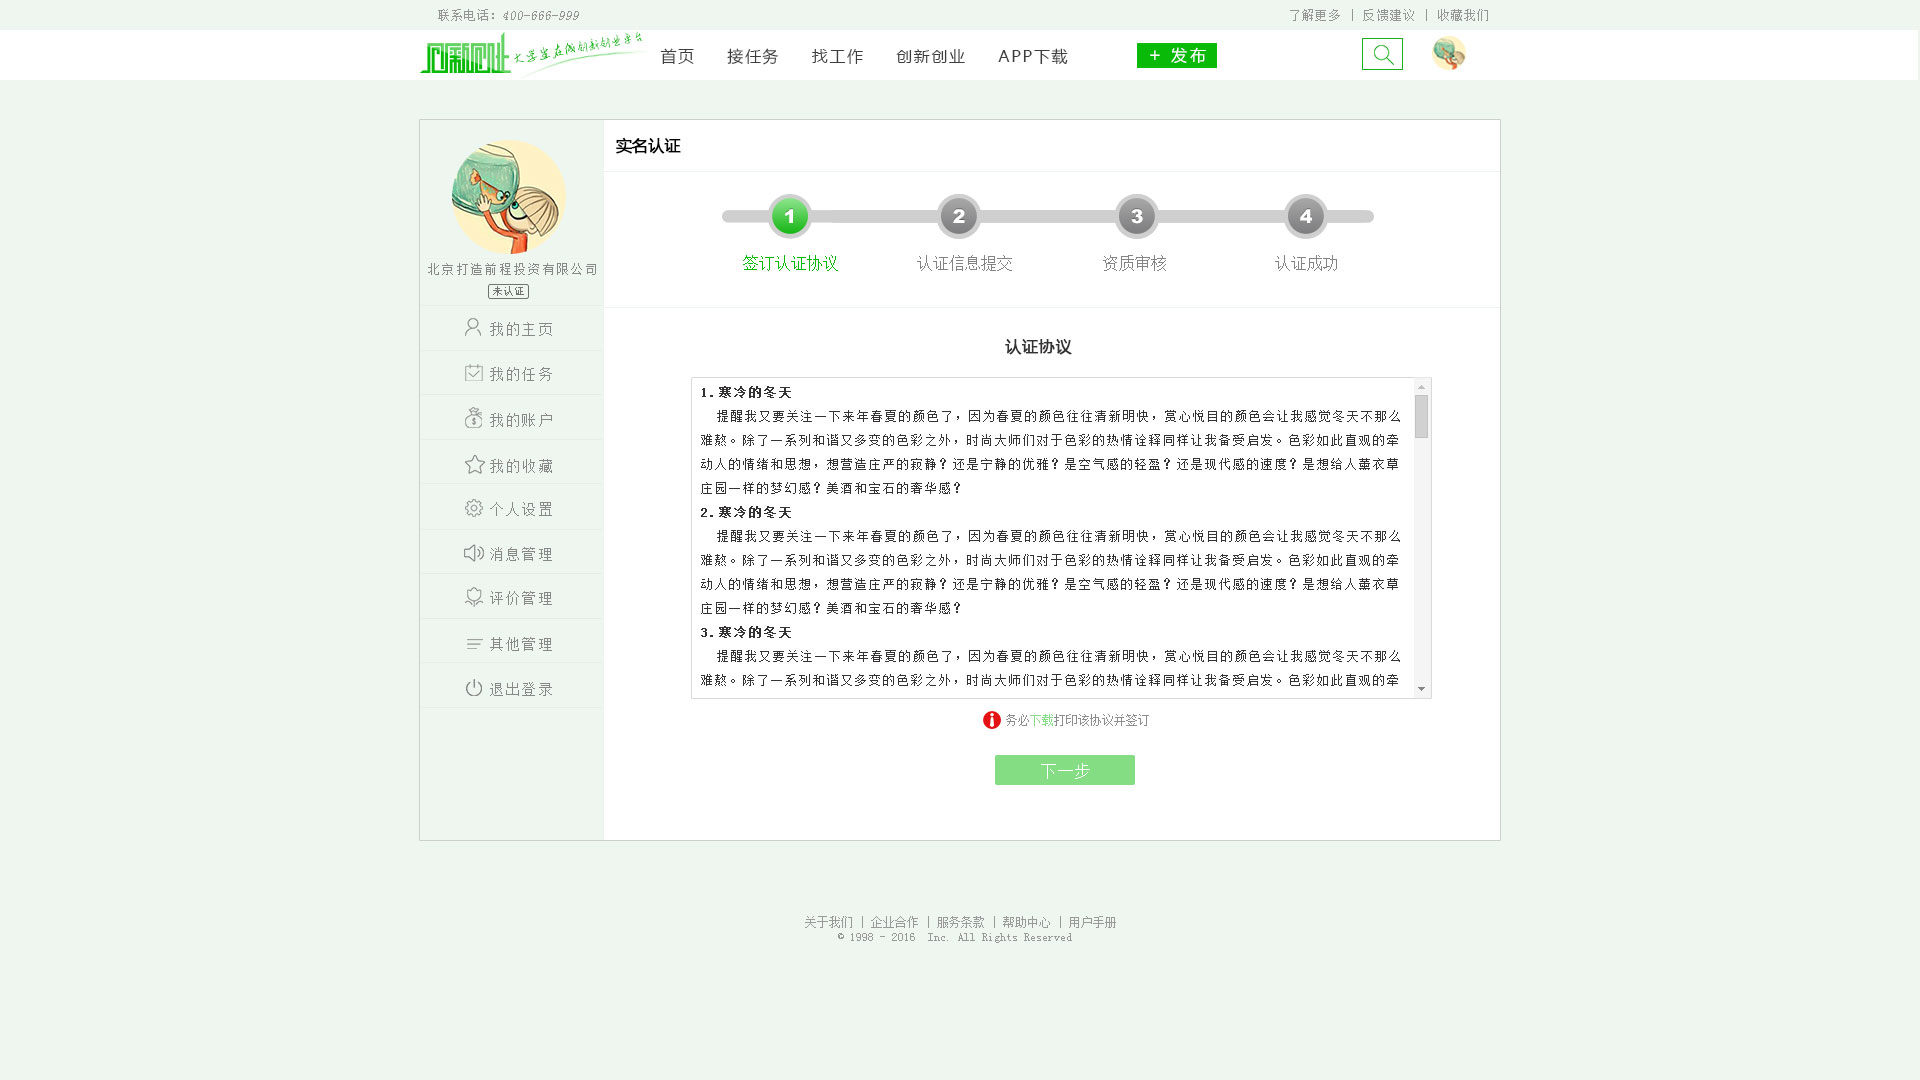 联系电话：400-666-999
了解更多 | 反馈建议 | 收藏我们
大学生在线创新创业平台
首页 接任务 找工作 创新创业 APP下载 + 发布
北京打造前程投资有限公司
未认证
我的主页
我的任务
我的账户
我的收藏
个人设置
消息管理
评价管理
其他管理
退出登录
实名认证
1 2 3 4
签订认证协议 认证信息提交 资质审核 认证成功
认证协议
1.寒冷的冬天
提醒我又要关注一下来年春夏的颜色了，因为春夏的颜色往往清新明快，赏心悦目的颜色会让我感觉冬天不那么
难熬。除了一系列和谐又多变的色彩之外，时尚大师们对于色彩的热情诠释同样让我备受启发。色彩如此直观的牵
动人的情绪和思想，想营造庄严的寂静？还是宁静的优雅？是空气感的轻盈？还是现代感的速度？是想给人薰衣草
庄园一样的梦幻感？美酒和宝石的奢华感？
2.寒冷的冬天
提醒我又要关注一下来年春夏的颜色了，因为春夏的颜色往往清新明快，赏心悦目的颜色会让我感觉冬天不那么
难熬。除了一系列和谐又多变的色彩之外，时尚大师们对于色彩的热情诠释同样让我备受启发。色彩如此直观的牵
动人的情绪和思想，想营造庄严的寂静？还是宁静的优雅？是空气感的轻盈？还是现代感的速度？是想给人薰衣草
庄园一样的梦幻感？美酒和宝石的奢华感？
3.寒冷的冬天
提醒我又要关注一下来年春夏的颜色了，因为春夏的颜色往往清新明快，赏心悦目的颜色会让我感觉冬天不那么
难熬。除了一系列和谐又多变的色彩之外，时尚大师们对于色彩的热情诠释同样让我备受启发。色彩如此直观的牵
务必下载打印该协议并签订
下一步
关于我们 | 企业合作 | 服务条款 | 帮助中心 | 用户手册
© 1998 - 2016 Inc. All Rights Reserved